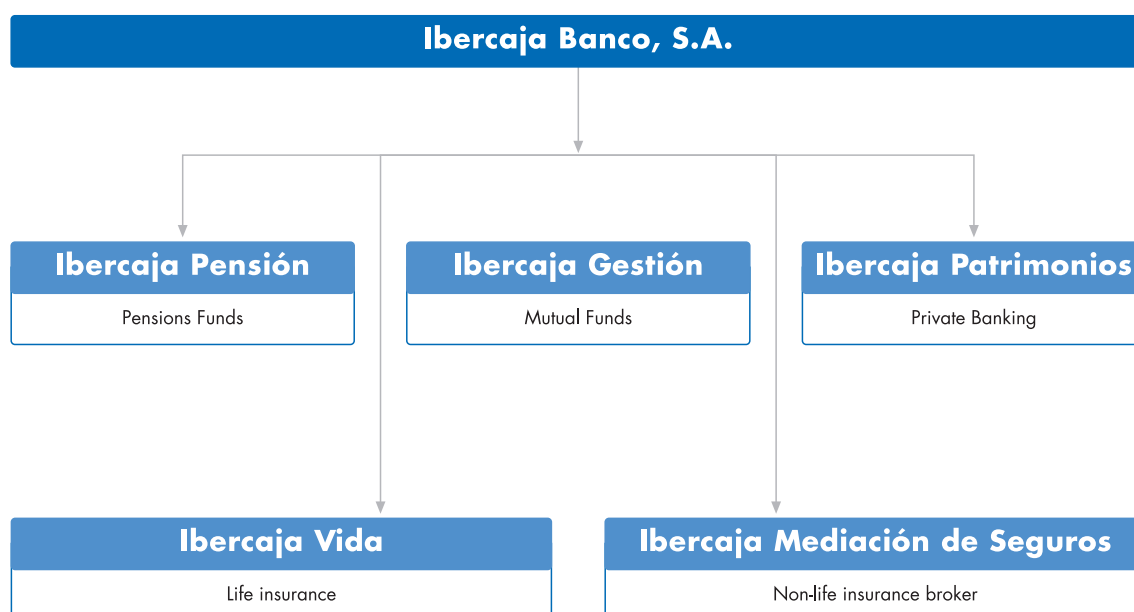 Ibercaja Banco, S.A.
Ibercaja Pensión
Pensions Funds
Ibercaja Gestión
Mutual Funds
Ibercaja Patrimonios
Private Banking
Ibercaja Vida
Life insurance
Ibercaja Mediación de Seguros
Non-life insurance broker